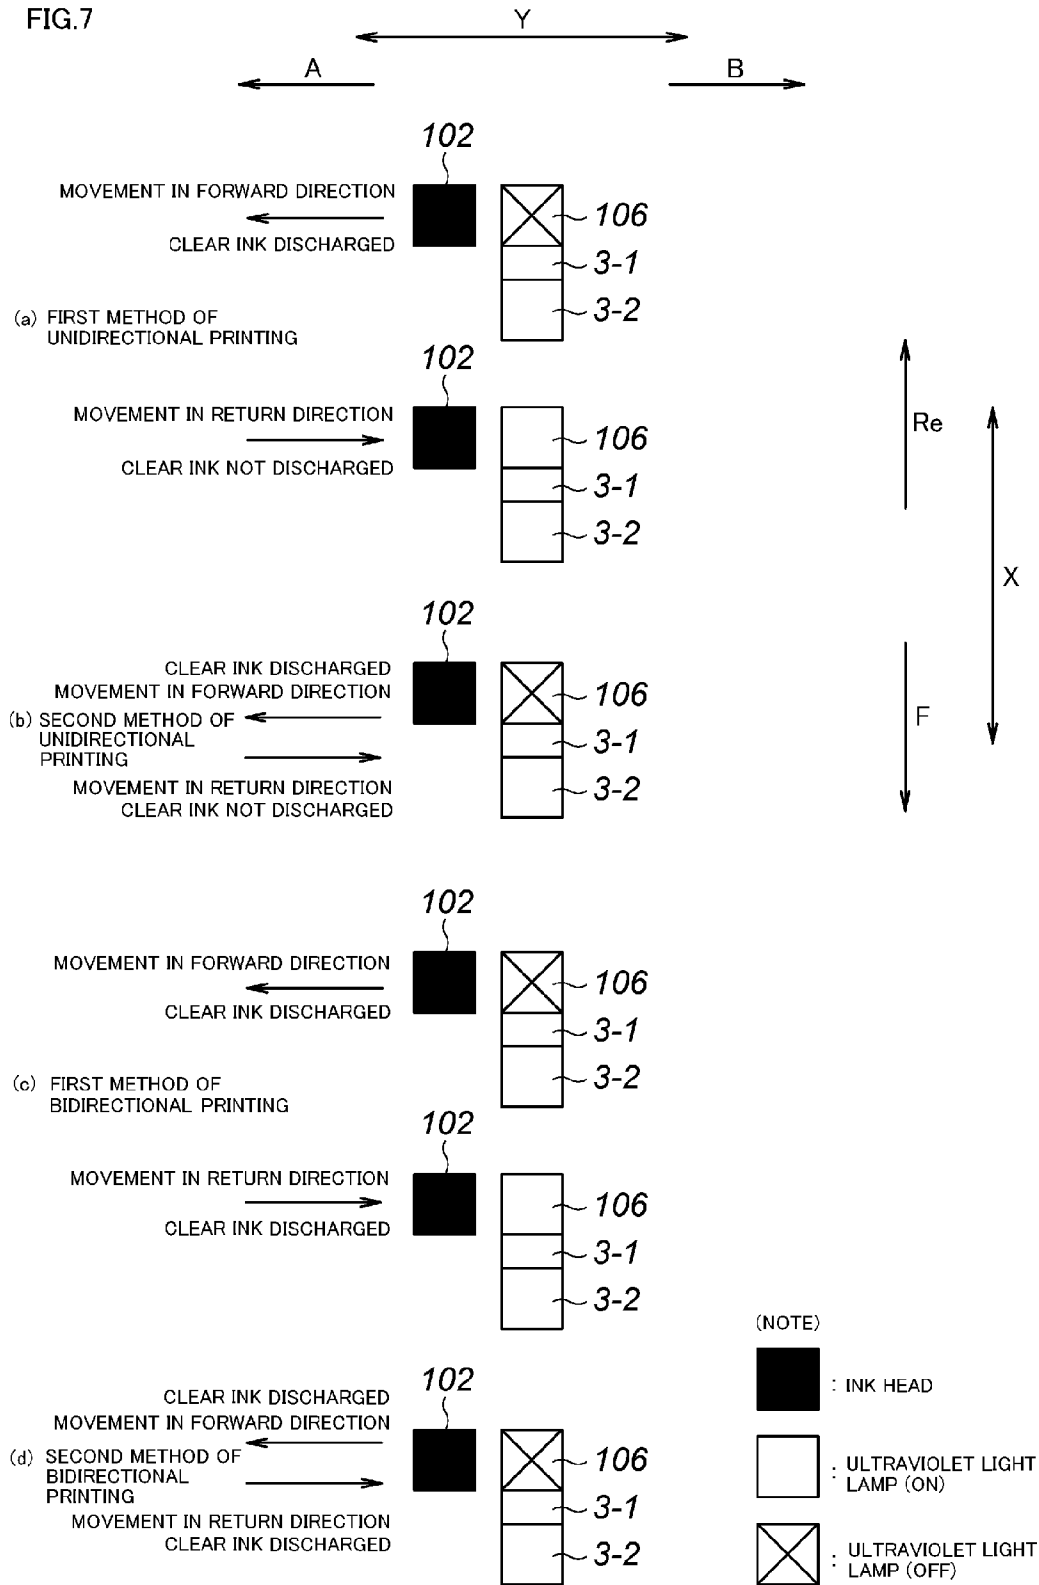 FIG.7
Y
A
B
102
MOVEMENT IN FORWARD DIRECTION
CLEAR INK DISCHARGED
106
3-1
3-2
(a) FIRST METHOD OF
UNIDIRECTIONAL PRINTING
102
MOVEMENT IN RETURN DIRECTION
CLEAR INK NOT DISCHARGED
106
3-1
3-2
Re
X
F
102
CLEAR INK DISCHARGED
MOVEMENT IN FORWARD DIRECTION
(b) SECOND METHOD OF
UNIDIRECTIONAL
PRINTING
MOVEMENT IN RETURN DIRECTION
CLEAR INK NOT DISCHARGED
106
3-1
3-2
102
MOVEMENT IN FORWARD DIRECTION
CLEAR INK DISCHARGED
106
3-1
3-2
(c) FIRST METHOD OF
BIDIRECTIONAL PRINTING
102
MOVEMENT IN RETURN DIRECTION
CLEAR INK DISCHARGED
106
3-1
3-2
102
CLEAR INK DISCHARGED
MOVEMENT IN FORWARD DIRECTION
(d) SECOND METHOD OF
BIDIRECTIONAL
PRINTING
MOVEMENT IN RETURN DIRECTION
CLEAR INK DISCHARGED
106
3-1
3-2
(NOTE)
: INK HEAD
: ULTRAVIOLET LIGHT
LAMP (ON)
: ULTRAVIOLET LIGHT
LAMP (OFF)